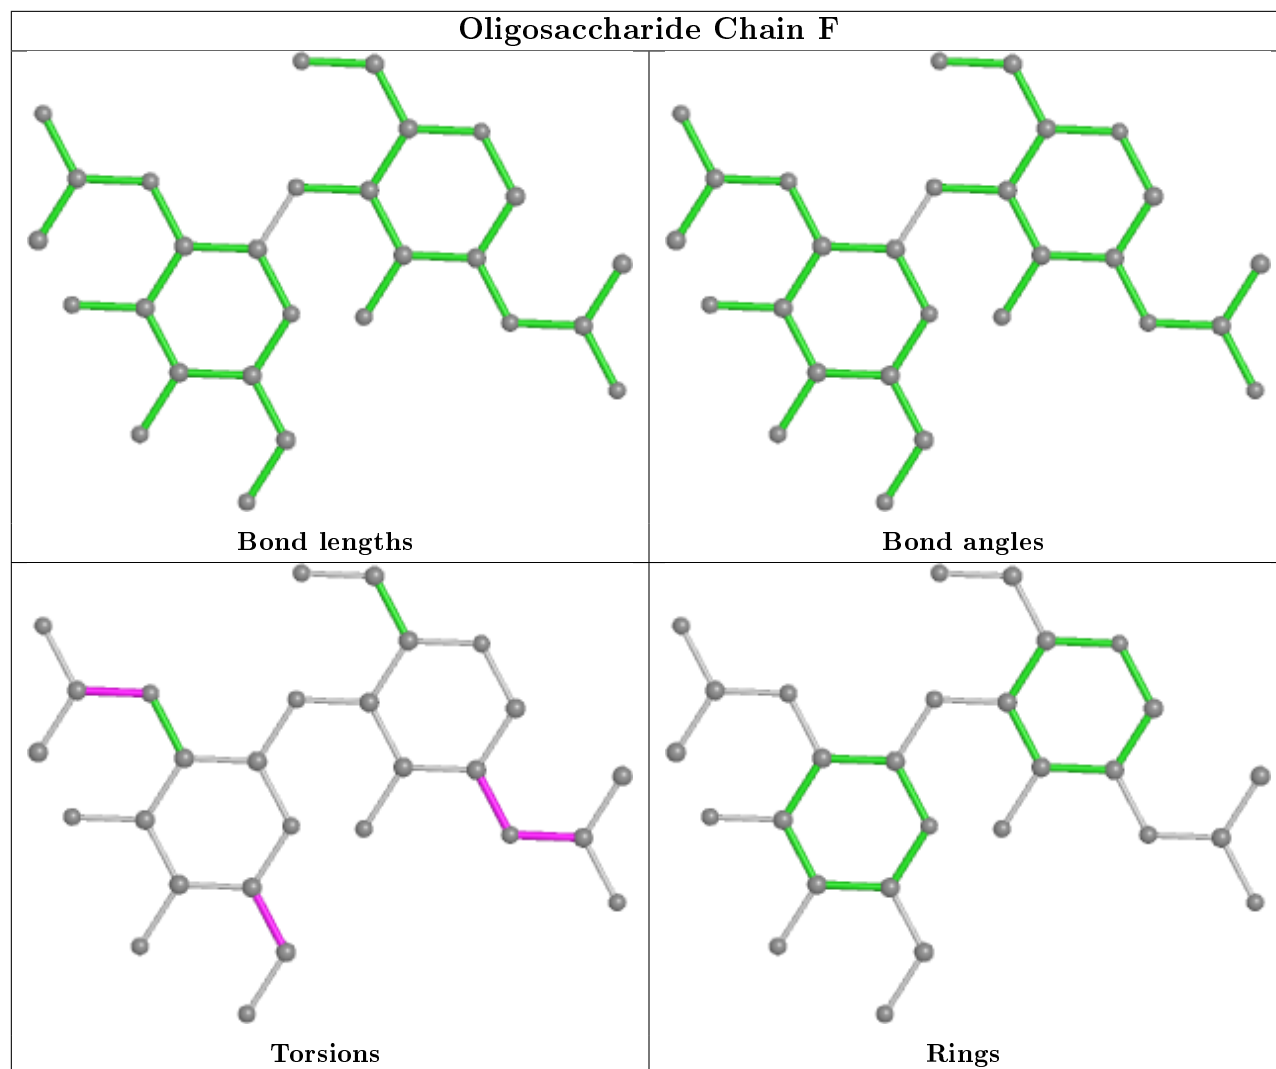 Oligosaccharide Chain F
Bond lengths
Bond angles
Torsions
Rings